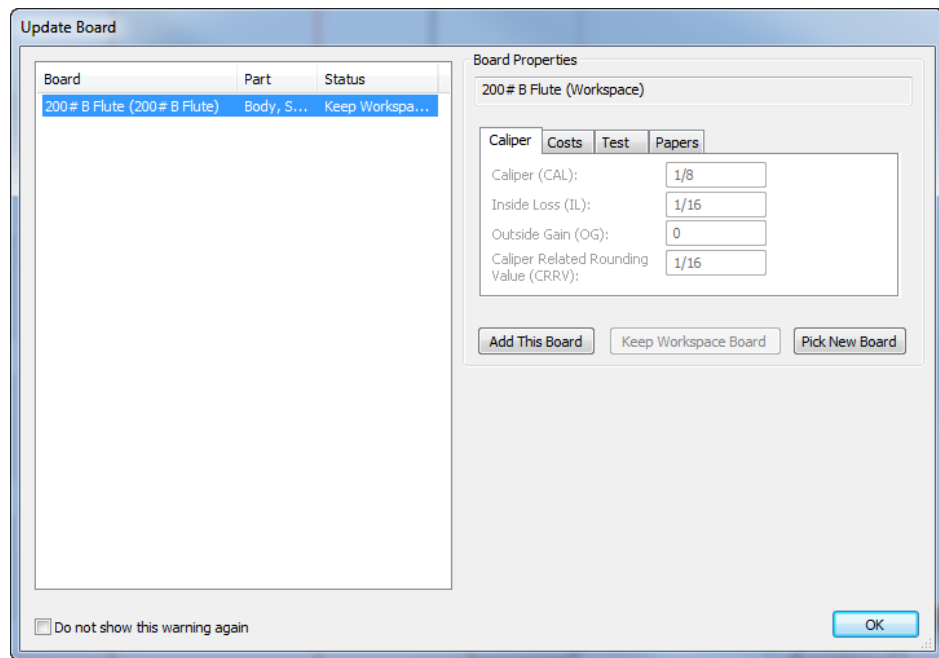 Update Board
Board Part Status
200# B Flute (200# B Flute) Body, S... Keep Workspa...
Board Properties
200# B Flute (Workspace)
Caliper Costs Test Papers
Caliper (CAL): 1/8
Inside Loss (IL): 1/16
Outside Gain (OG): 0
Caliper Related Rounding
Value (CRRV): 1/16
Add This Board Keep Workspace Board Pick New Board
Do not show this warning again
OK